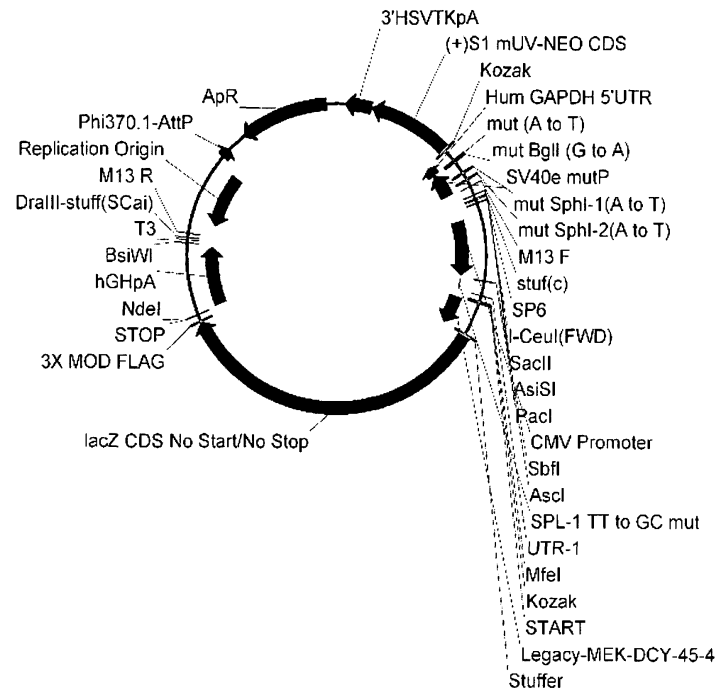 3'HSVTKpA
(+)S1 mUV-NEO CDS
Kozak
Hum GAPDH 5'UTR
mut (A to T)
mut BglI (G to A)
SV40e mutP
mut SphI-1(A to T)
mut SphI-2(A to T)
M13 F
stuf(c)
SP6
I-CeuI(FWD)
SacII
AsiSI
PacI
CMV Promoter
SbfI
AscI
SPL-1 TT to GC mut
UTR-1
MfeI
Kozak
START
Legacy-MEK-DCY-45-4
Stuffer
ApR
Phi370.1-AttP
Replication Origin
M13 R
DraIII-stuff(SCai)
T3
BsiWI
hGHpA
NdeI
STOP
3X MOD FLAG
lacZ CDS No Start/No Stop